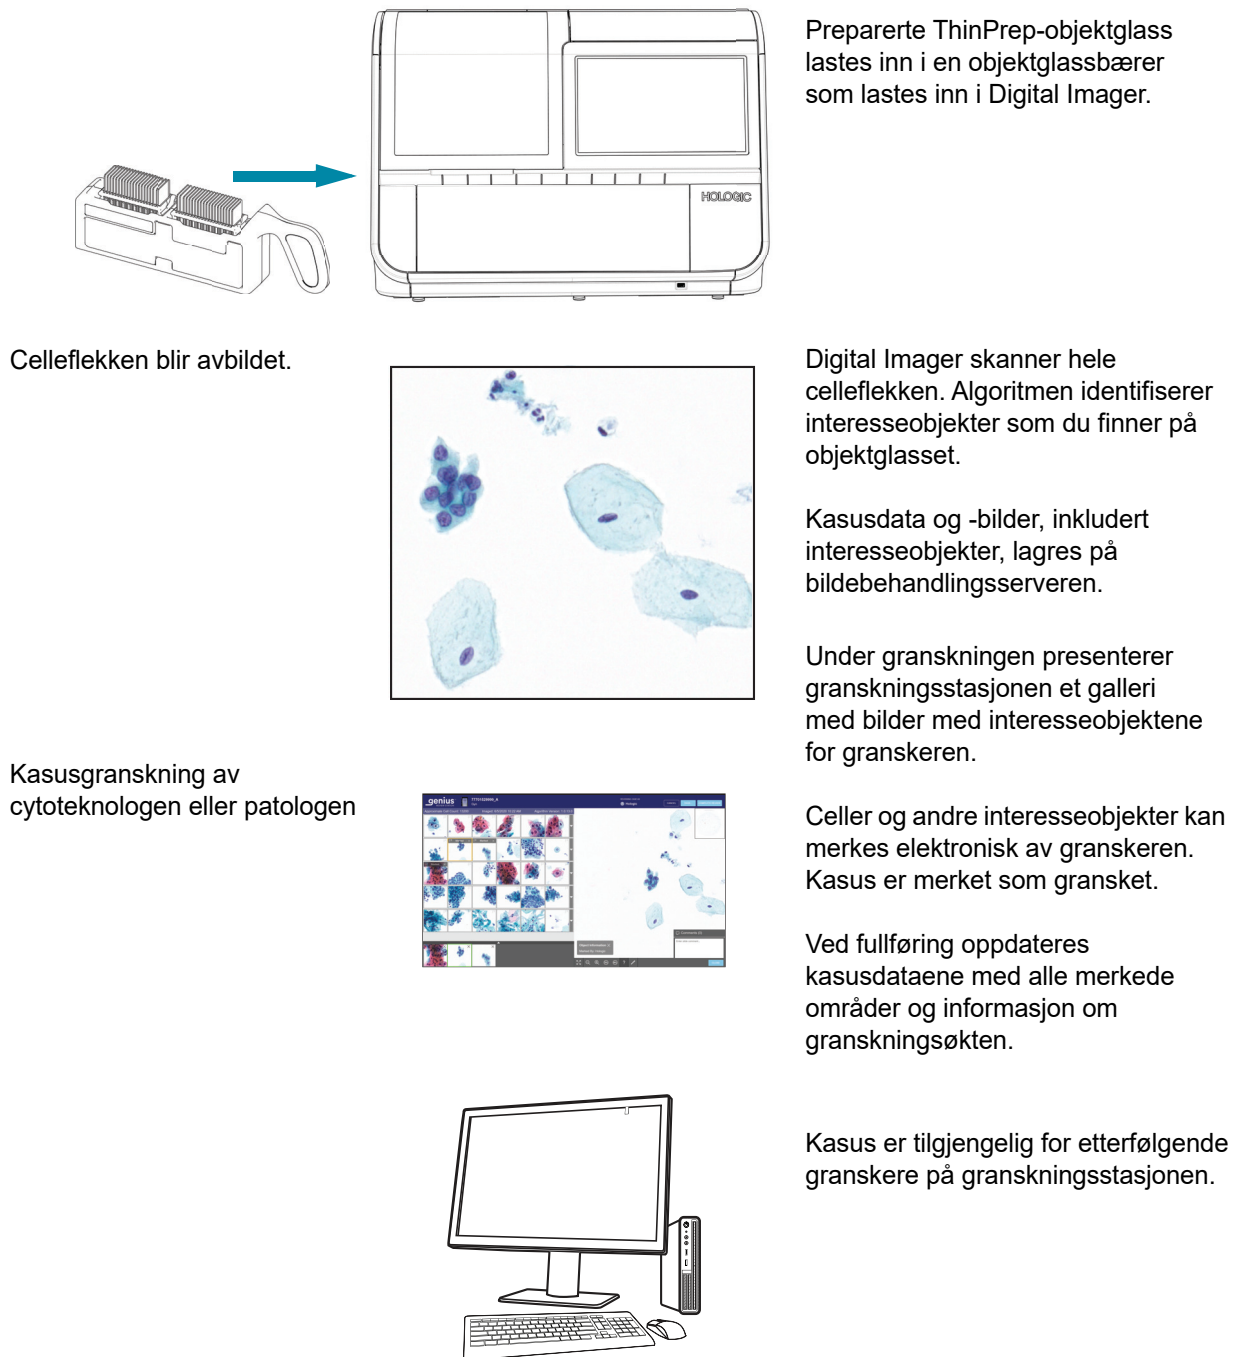 Preparerte ThinPrep-objektglass
lastes inn i en objektglassbærer
som lastes inn i Digital Imager.
HOLOGIC
Celleflekken blir avbildet.
Digital Imager skanner hele
celleflekken. Algoritmen identifiserer
interesseobjekter som du finner på
objektglasset.
Kasusdata og -bilder, inkludert
interesseobjekter, lagres på
bildebehandlingsserveren.
Under granskningen presenterer
granskningsstasjonen et galleri
med bilder med interesseobjektene
for granskeren.
Kasusgranskning av
cytoteknologen eller patologen
genius
Celler og andre interesseobjekter kan
merkes elektronisk av granskeren.
Kasus er merket som gransket.
Ved fullføring oppdateres
kasusdataene med alle merkede
områder og informasjon om
granskningsøkten.
Kasus er tilgjengelig for etterfølgende
granskere på granskningsstasjonen.